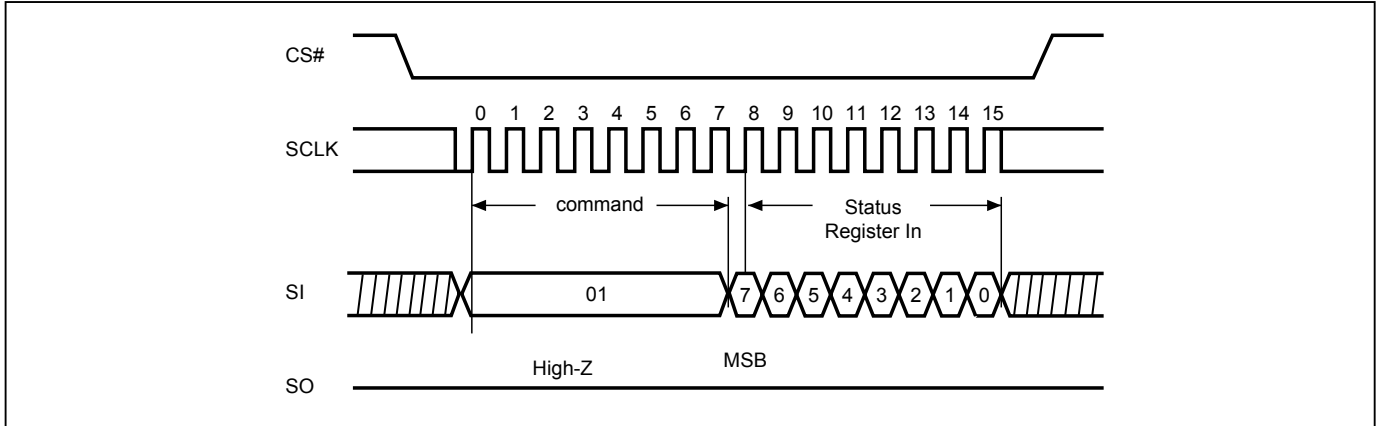 CS#
0 1 2 3 4 5 6 7 8 9 10 11 12 13 14 15
SCLK
command
Status
Register In
SI
01
7 6 5 4 3 2 1 0
High-Z
MSB
SO